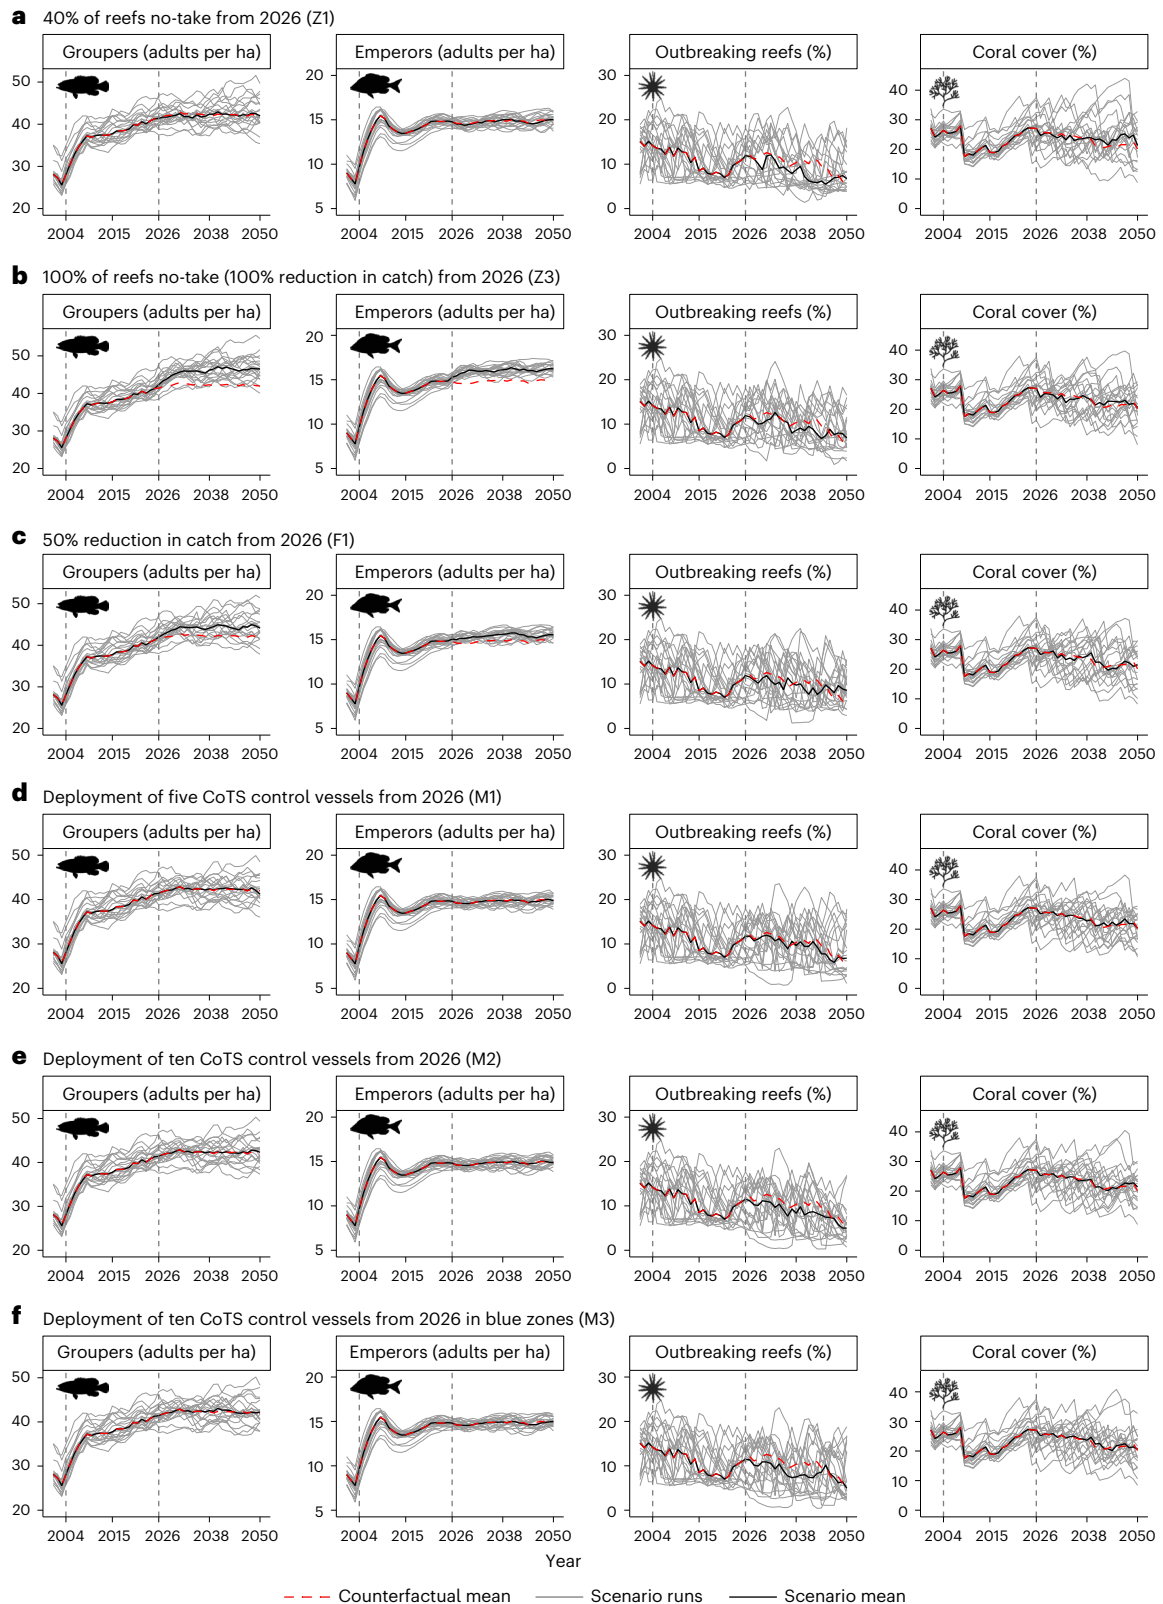 a 40% of reefs no-take from 2026 (Z1)
Groupers (adults per ha) Emperors (adults per ha) Outbreaking reefs (%) Coral cover (%)
50 20 30 40
40 15 20 30
30 10 10 20
20 5 0 10
0
2004 2015 2026 2038 2050 2004 2015 2026 2038 2050 2004 2015 2026 2038 2050 2004 2015 2026 2038 2050
b 100% of reefs no-take (100% reduction in catch) from 2026 (Z3)
Groupers (adults per ha) Emperors (adults per ha) Outbreaking reefs (%) Coral cover (%)
50 20 30 40
40 15 20 30
30 10 10 20
20 5 0 10
0
2004 2015 2026 2038 2050 2004 2015 2026 2038 2050 2004 2015 2026 2038 2050 2004 2015 2026 2038 2050
c 50% reduction in catch from 2026 (F1)
Groupers (adults per ha) Emperors (adults per ha) Outbreaking reefs (%) Coral cover (%)
50 20 30 40
40 15 20 30
30 10 10 20
20 5 0 10
0
2004 2015 2026 2038 2050 2004 2015 2026 2038 2050 2004 2015 2026 2038 2050 2004 2015 2026 2038 2050
d Deployment of five CoTS control vessels from 2026 (M1)
Groupers (adults per ha) Emperors (adults per ha) Outbreaking reefs (%) Coral cover (%)
50 20 30 40
40 15 20 30
30 10 10 20
20 5 0 10
0
2004 2015 2026 2038 2050 2004 2015 2026 2038 2050 2004 2015 2026 2038 2050 2004 2015 2026 2038 2050
e Deployment of ten CoTS control vessels from 2026 (M2)
Groupers (adults per ha) Emperors (adults per ha) Outbreaking reefs (%) Coral cover (%)
50 20 30 40
40 15 20 30
30 10 10 20
20 5 0 10
0
2004 2015 2026 2038 2050 2004 2015 2026 2038 2050 2004 2015 2026 2038 2050 2004 2015 2026 2038 2050
f Deployment of ten CoTS control vessels from 2026 in blue zones (M3)
Groupers (adults per ha) Emperors (adults per ha) Outbreaking reefs (%) Coral cover (%)
50 20 30 40
40 15 20 30
30 10 10 20
20 5 0 10
0
2004 2015 2026 2038 2050 2004 2015 2026 2038 2050 2004 2015 2026 2038 2050 2004 2015 2026 2038 2050
Year
Counterfactual mean Scenario runs Scenario mean